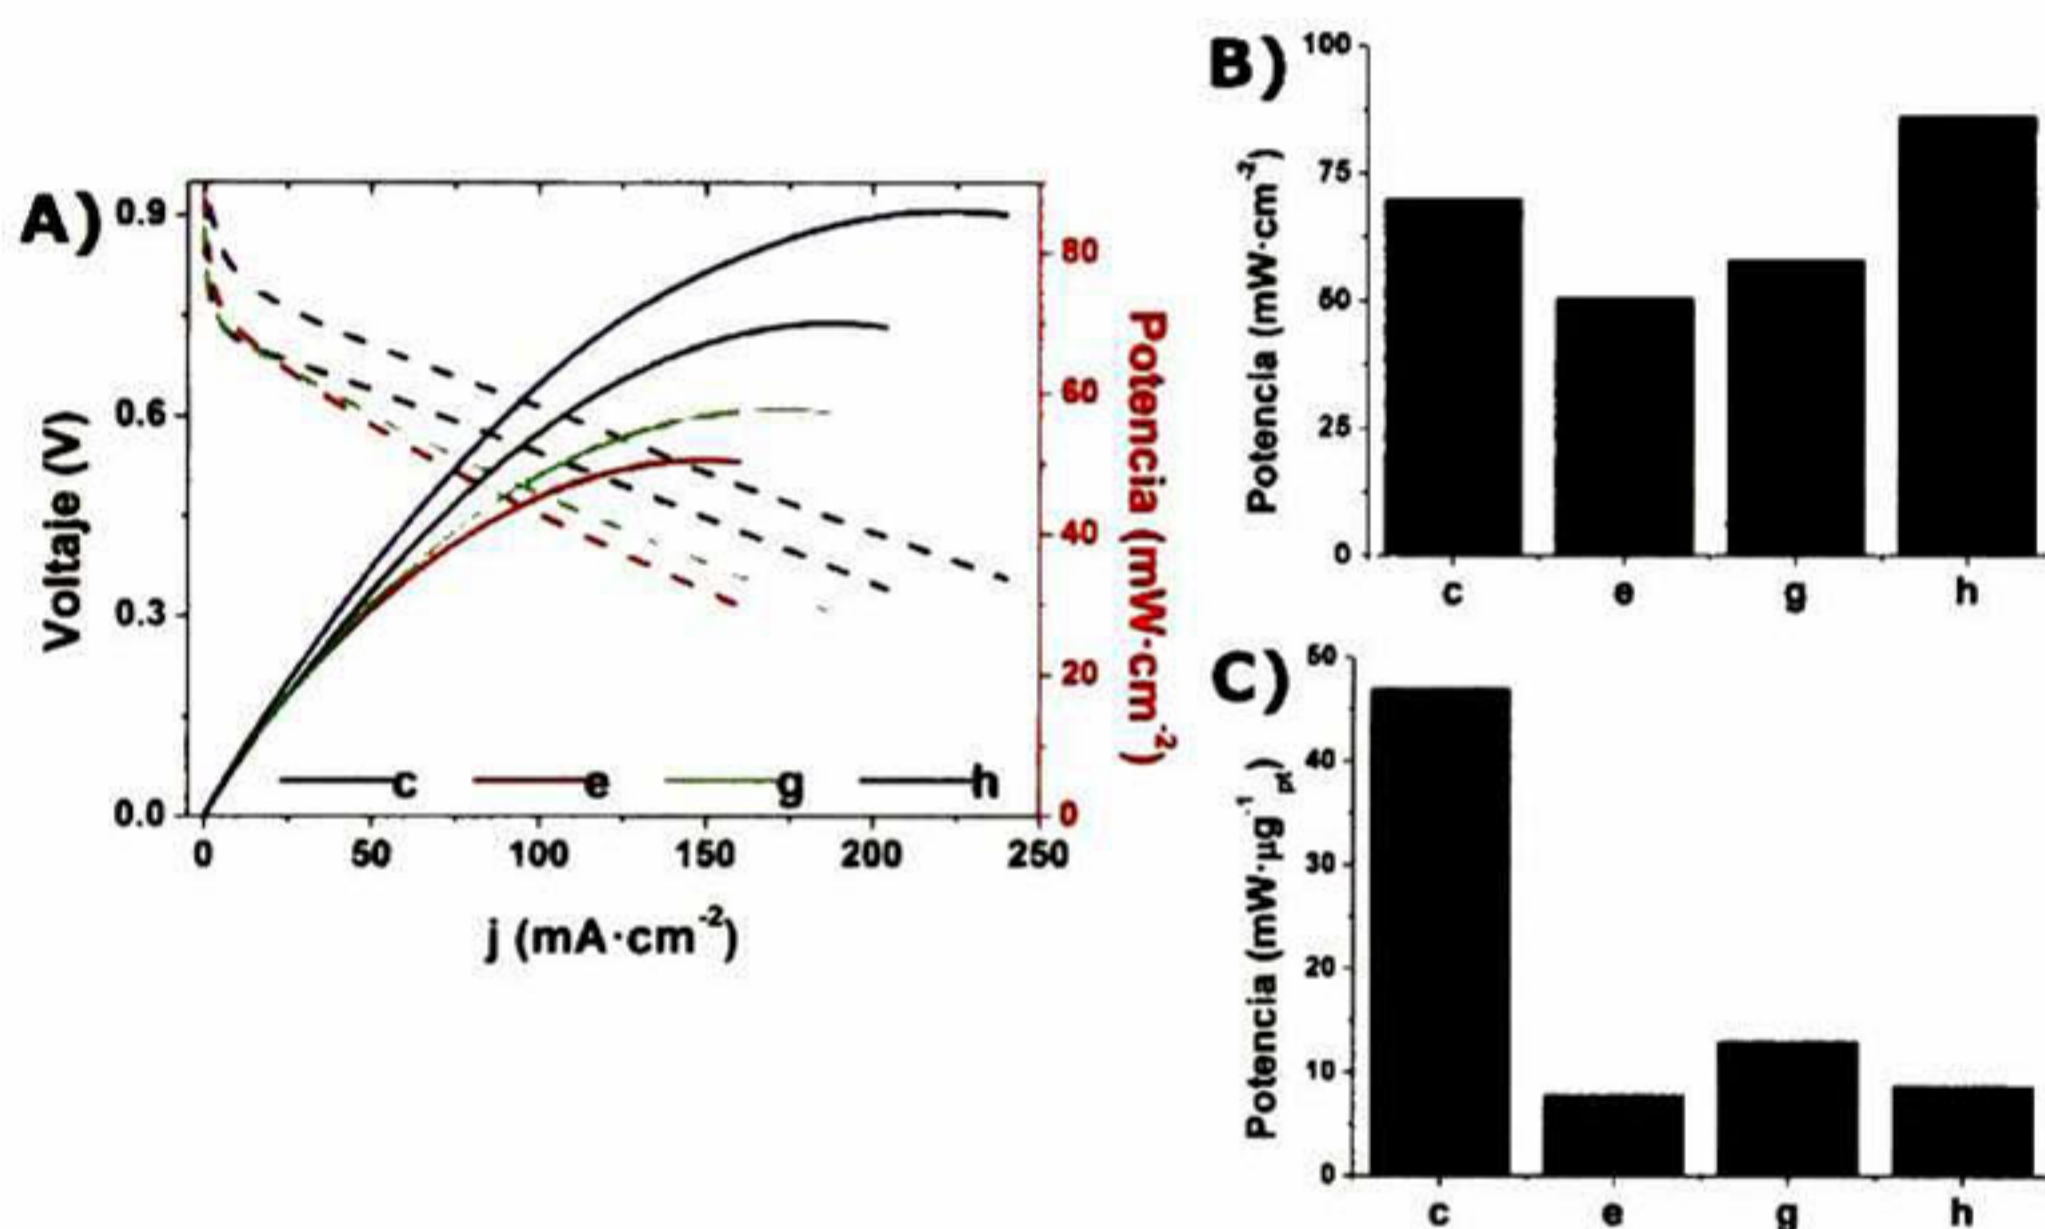 A)
0.9
0.6
0.3
0.0
Voltaje (V)
0 50 100 150 200 250
j (mA·cm⁻²)
80
60
40
20
0
Potencia (mW·cm⁻²)
c e g h
B)
100
75
50
25
0
Potencia (mW·cm⁻²)
c e g h
C)
50
40
30
20
10
0
Potencia (mW·µg⁻¹pt)
c e g h